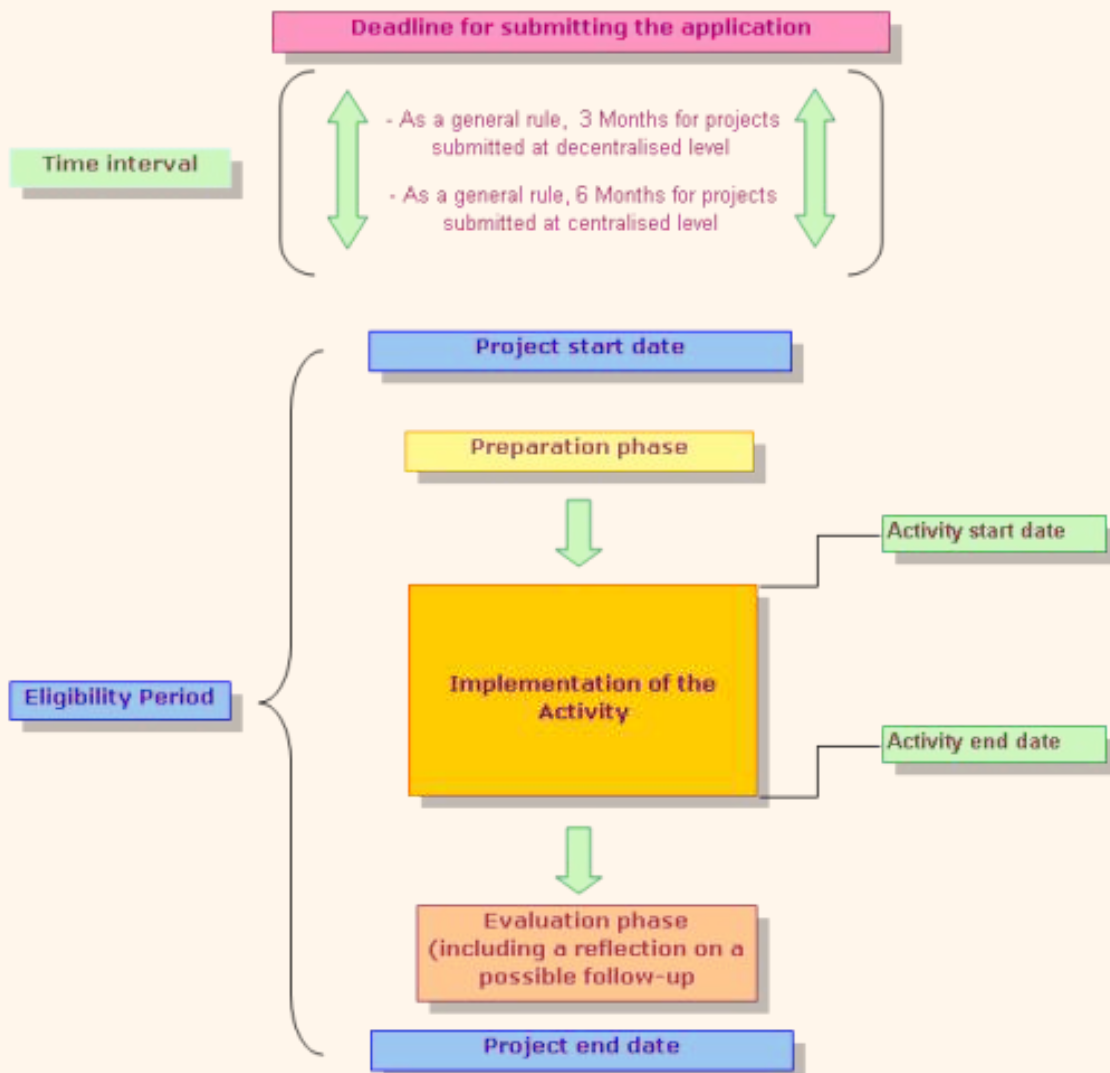 Deadline for submitting the application
- As a general rule, 3 Months for projects
submitted at decentralised level
Time interval
- As a general rule, 6 Months for projects
submitted at centralised level
Project start date
Preparation phase
Activity start date
Implementation of the
Activity
Eligibility Period
Activity end date
Evaluation phase
(including a reflection on a
possible follow-up
Project end date